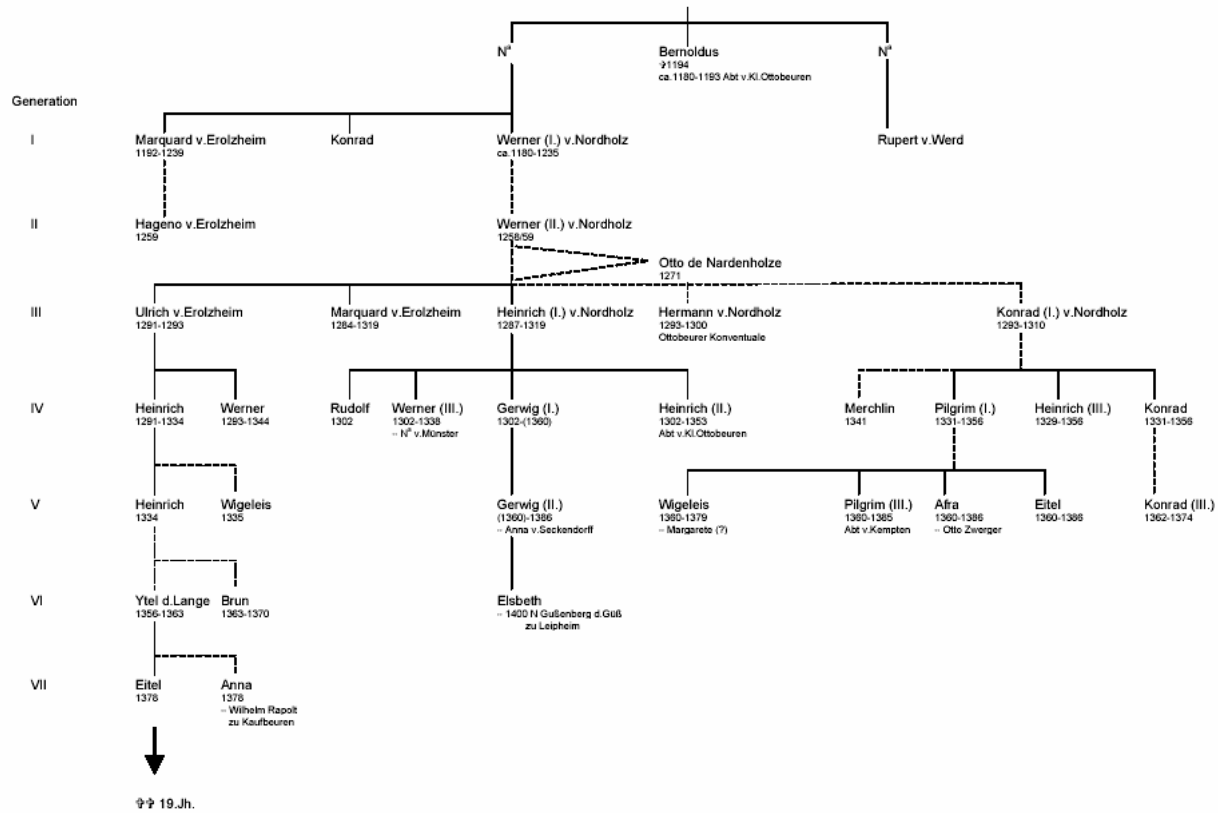 Nª Bernoldus Nª
✞1194
ca.1180-1193 Abt v.Kl.Ottobeuren
Generation
I Marquard v.Erolzheim Konrad Werner (I.) v.Nordholz Rupert v.Werd
1192-1239 ca.1180-1235
II Hageno v.Erolzheim Werner (II.) v.Nordholz
1259 1258/59
Otto de Nardenholze
1271
III Ulrich v.Erolzheim Marquard v.Erolzheim Heinrich (I.) v.Nordholz Hermann v.Nordholz Konrad (I.) v.Nordholz
1291-1293 1284-1319 1287-1319 1293-1300 1293-1310
Ottobeurer Konventuale
IV Heinrich Werner Rudolf Werner (III.) Gerwig (I.) Heinrich (II.) Merchlin Pilgrim (I.) Heinrich (III.) Konrad
1291-1334 1293-1344 1302 1302-1338 1302-(1360) 1302-1353 1341 1331-1356 1329-1356 1331-1356
-- Nª v.Münster Abt v.Kl.Ottobeuren
V Heinrich Wigeleis Gerwig (II.) Wigeleis Pilgrim (III.) Afra Eitel Konrad (III.)
1334 1335 (1360)-1386 1360-1379 1360-1385 1360-1386 1360-1386 1362-1374
-- Anna v.Seckendorff -- Margarete (?) Abt v.Kempten -- Otto Zwerger
VI Ytel d.Lange Brun Elsbeth
1356-1363 1363-1370 -- 1400 N Gußenberg d.Güß
zu Leipheim
VII Eitel Anna
1378 1378
-- Wilhelm Rapolt
zu Kaufbeuren
✞✞ 19.Jh.